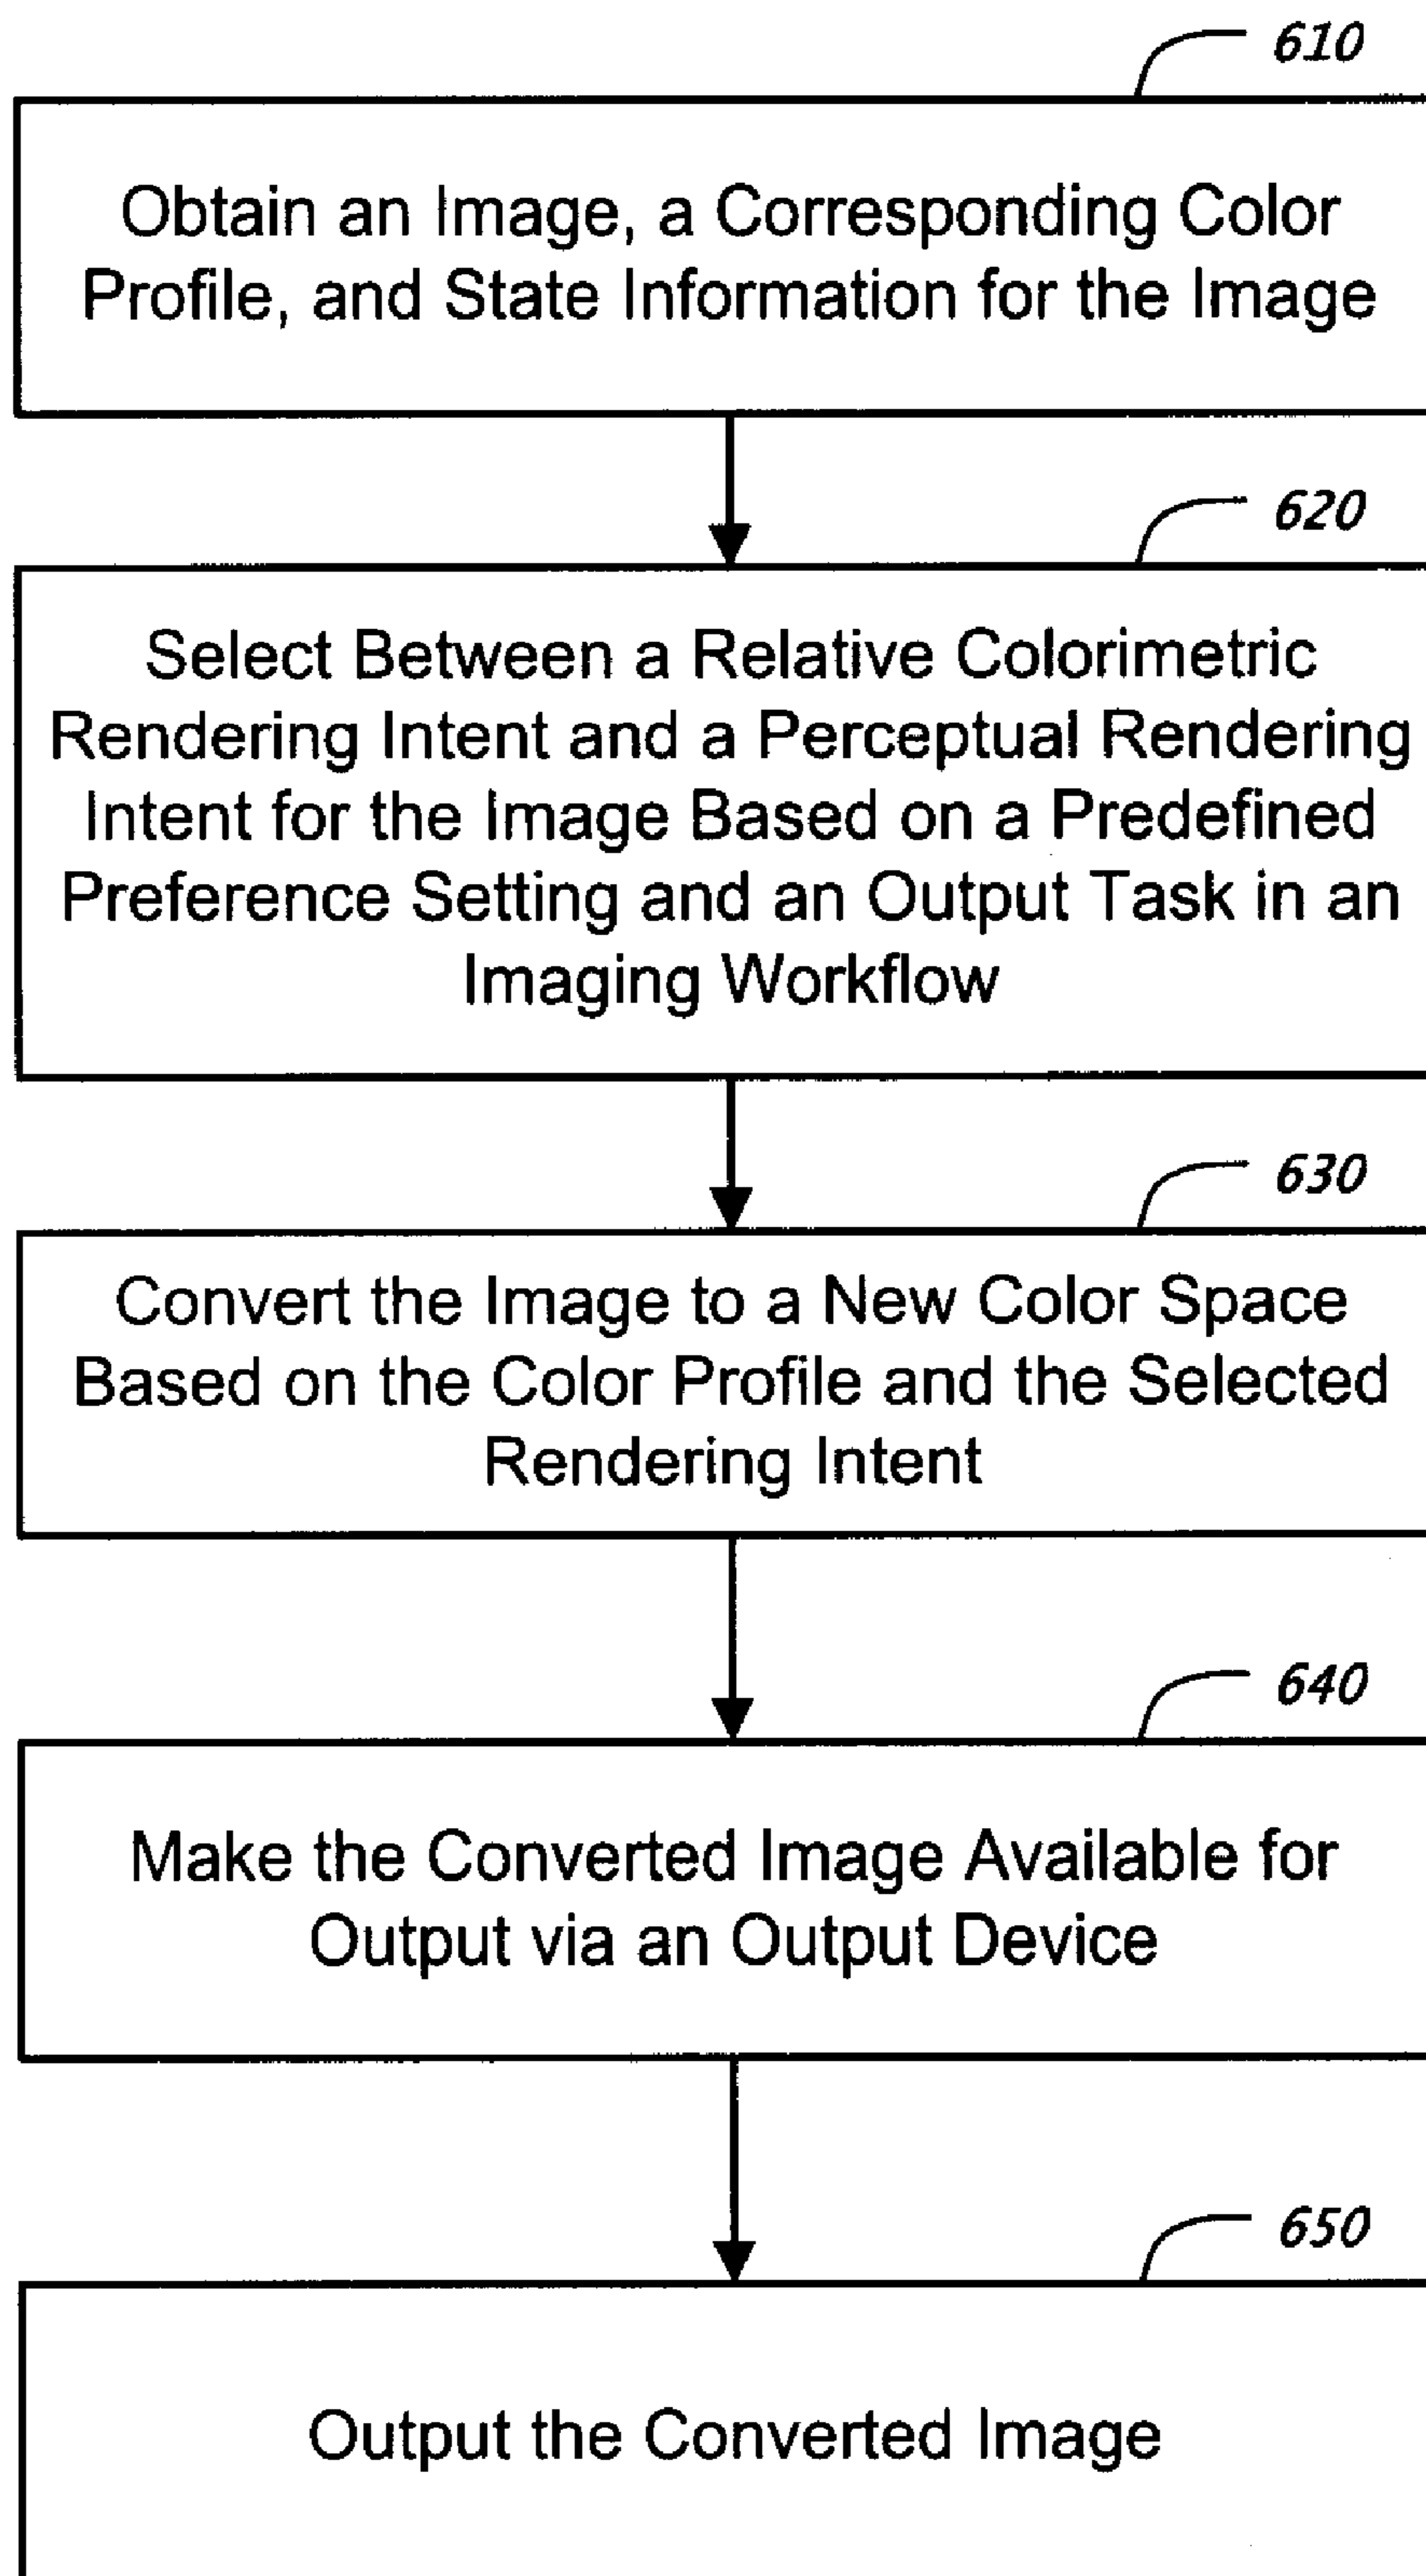 610
Obtain an Image, a Corresponding Color
Profile, and State Information for the Image
620
Select Between a Relative Colorimetric
Rendering Intent and a Perceptual Rendering
Intent for the Image Based on a Predefined
Preference Setting and an Output Task in an
Imaging Workflow
630
Convert the Image to a New Color Space
Based on the Color Profile and the Selected
Rendering Intent
640
Make the Converted Image Available for
Output via an Output Device
650
Output the Converted Image